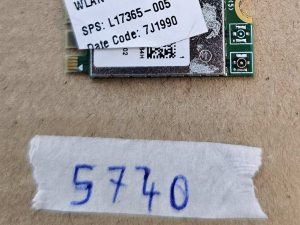 WLAN
SPS: L17365-005
Date Code: 7J1990
5740